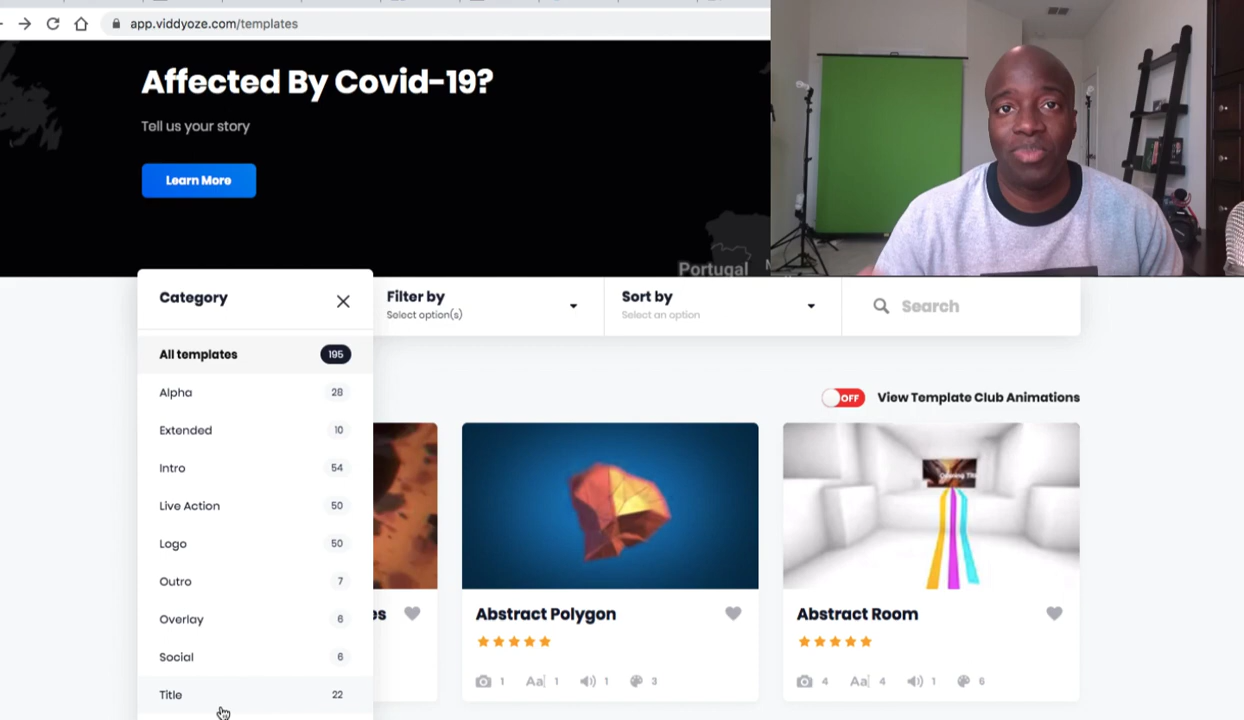 app.viddyoze.com/templates
Affected By Covid-19?
Tell us your story
Learn More
Portugal
Category
Filter by
Select option(s)
Sort by
Select an option
Search
All templates 195
Alpha 28
Extended 10
Intro 54
Live Action 50
Logo 50
Outro 7
Overlay 6
Social 6
Title 22
OFF View Template Club Animations
es
Abstract Polygon
Aa 1 1 1 3
Abstract Room
4 Aa 4 1 6